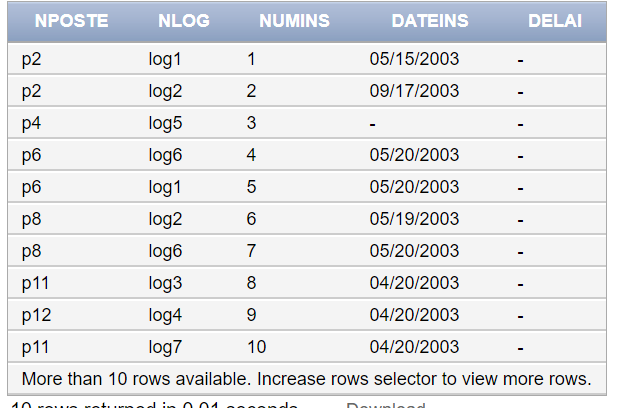 NPOSTE NLOG NUMINS DATEINS DELAI
p2 log1 1 05/15/2003 -
p2 log2 2 09/17/2003 -
p4 log5 3 - -
p6 log6 4 05/20/2003 -
p6 log1 5 05/20/2003 -
p8 log2 6 05/19/2003 -
p8 log6 7 05/20/2003 -
p11 log3 8 04/20/2003 -
p12 log4 9 04/20/2003 -
p11 log7 10 04/20/2003 -
More than 10 rows available. Increase rows selector to view more rows.
10 rows returned in 0.01 seconds Download